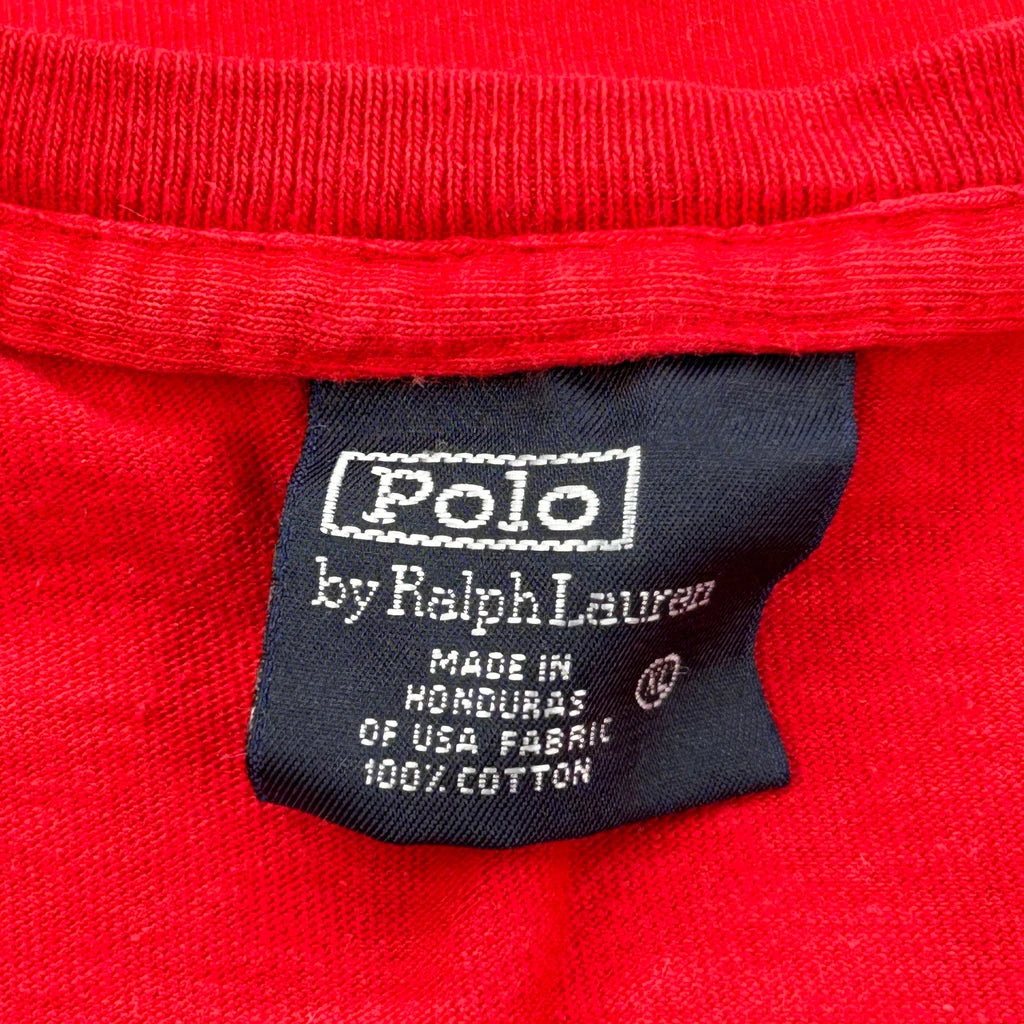 Polo
by Ralph Lauren
MADE IN
HONDURAS
OF USA FABRIC
100% COTTON
®